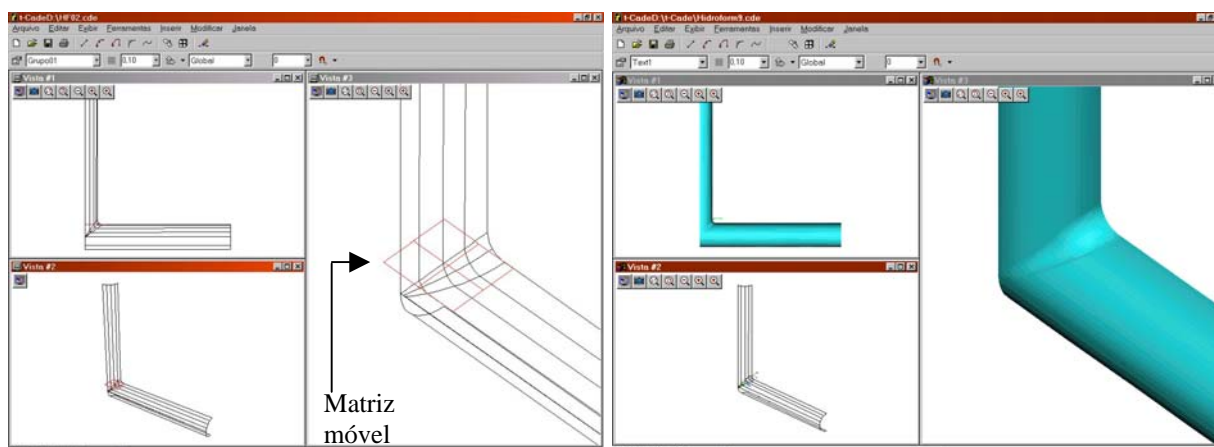 t-CadeD:\HF02.cde
Arquivo Editar Exibir Ferramentas Inserir Modificar Janela
Grupo01 0,10 Global 0
Vista #1
Vista #3
Vista #2
Matriz
móvel
t-CadeD:\t-Cade\Hidroform9.cde
Arquivo Editar Exibir Ferramentas Inserir Modificar Janela
Text1 0,10 Global 0
Vista #1
Vista #3
Vista #2